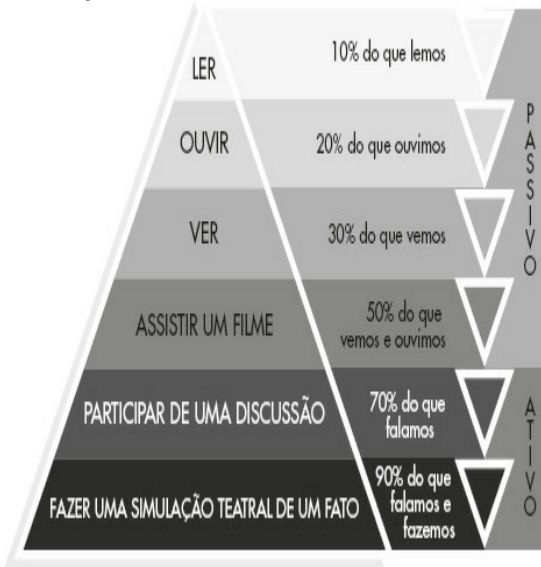 LER
10% do que lemos
OUVIR
20% do que ouvimos
VER
30% do que vemos
ASSISTIR UM FILME
50% do que
vemos e ouvimos
PARTICIPAR DE UMA DISCUSSÃO
70% do que
falamos
FAZER UMA SIMULAÇÃO TEATRAL DE UM FATO
90% do que
falamos e
fazemos
PASSIVO
ATIVO